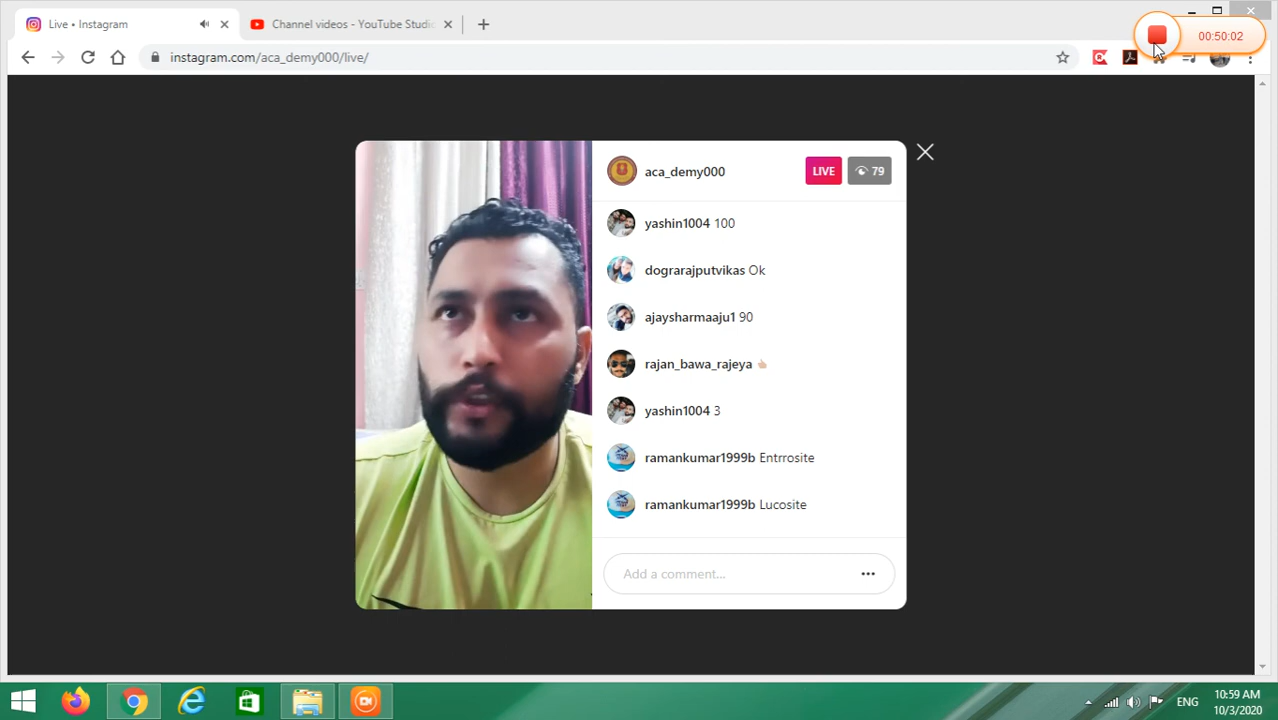 Live • Instagram
Channel videos - YouTube Studi
00:50:02
instagram.com/aca_demy000/live/
aca_demy000
LIVE
79
yashin1004 100
dograrajputvikas Ok
ajaysharmaaju1 90
rajan_bawa_rajeya 👆🏻
yashin1004 3
ramankumar1999b Entrrosite
ramankumar1999b Lucosite
Add a comment...
ENG
10:59 AM
10/3/2020